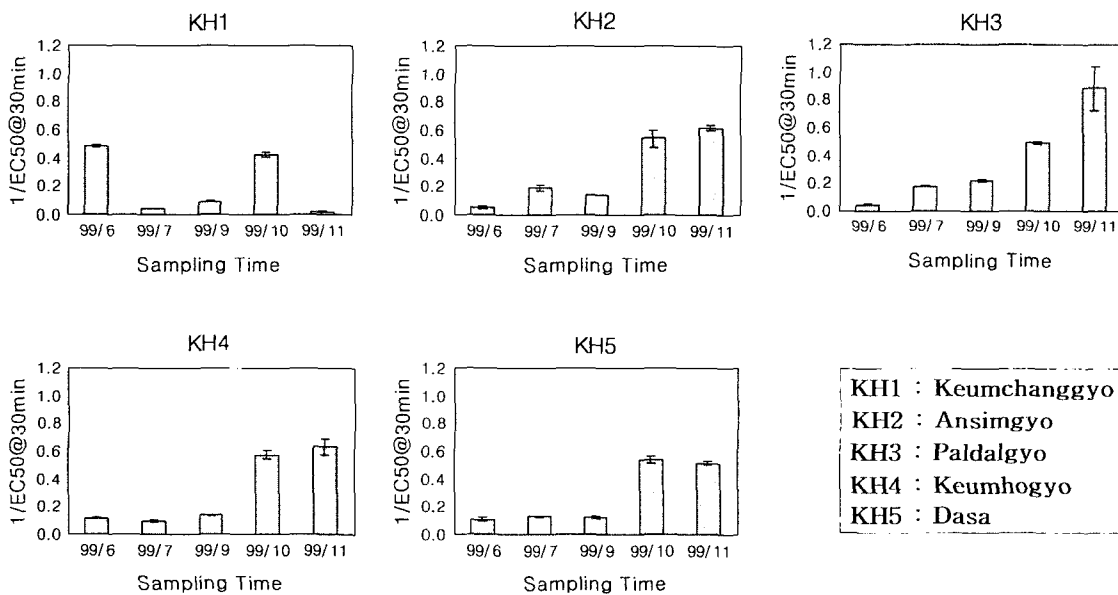 KH1
1/EC50@30min
1.2
1.0
0.8
0.6
0.4
0.2
0.0
99/6 99/7 99/9 99/10 99/11
Sampling Time
KH2
1/EC50@30min
1.2
1.0
0.8
0.6
0.4
0.2
0.0
99/6 99/7 99/9 99/10 99/11
Sampling Time
KH3
1/EC50@30min
1.2
1.0
0.8
0.6
0.4
0.2
0.0
99/6 99/7 99/9 99/10 99/11
Sampling Time
KH4
1/EC50@30min
1.2
1.0
0.8
0.6
0.4
0.2
0.0
99/6 99/7 99/9 99/10 99/11
Sampling Time
KH5
1/EC50@30min
1.2
1.0
0.8
0.6
0.4
0.2
0.0
99/6 99/7 99/9 99/10 99/11
Sampling Time
KH1 : Keumchanggyo
KH2 : Ansimgyo
KH3 : Paldalgyo
KH4 : Keumhogyo
KH5 : Dasa